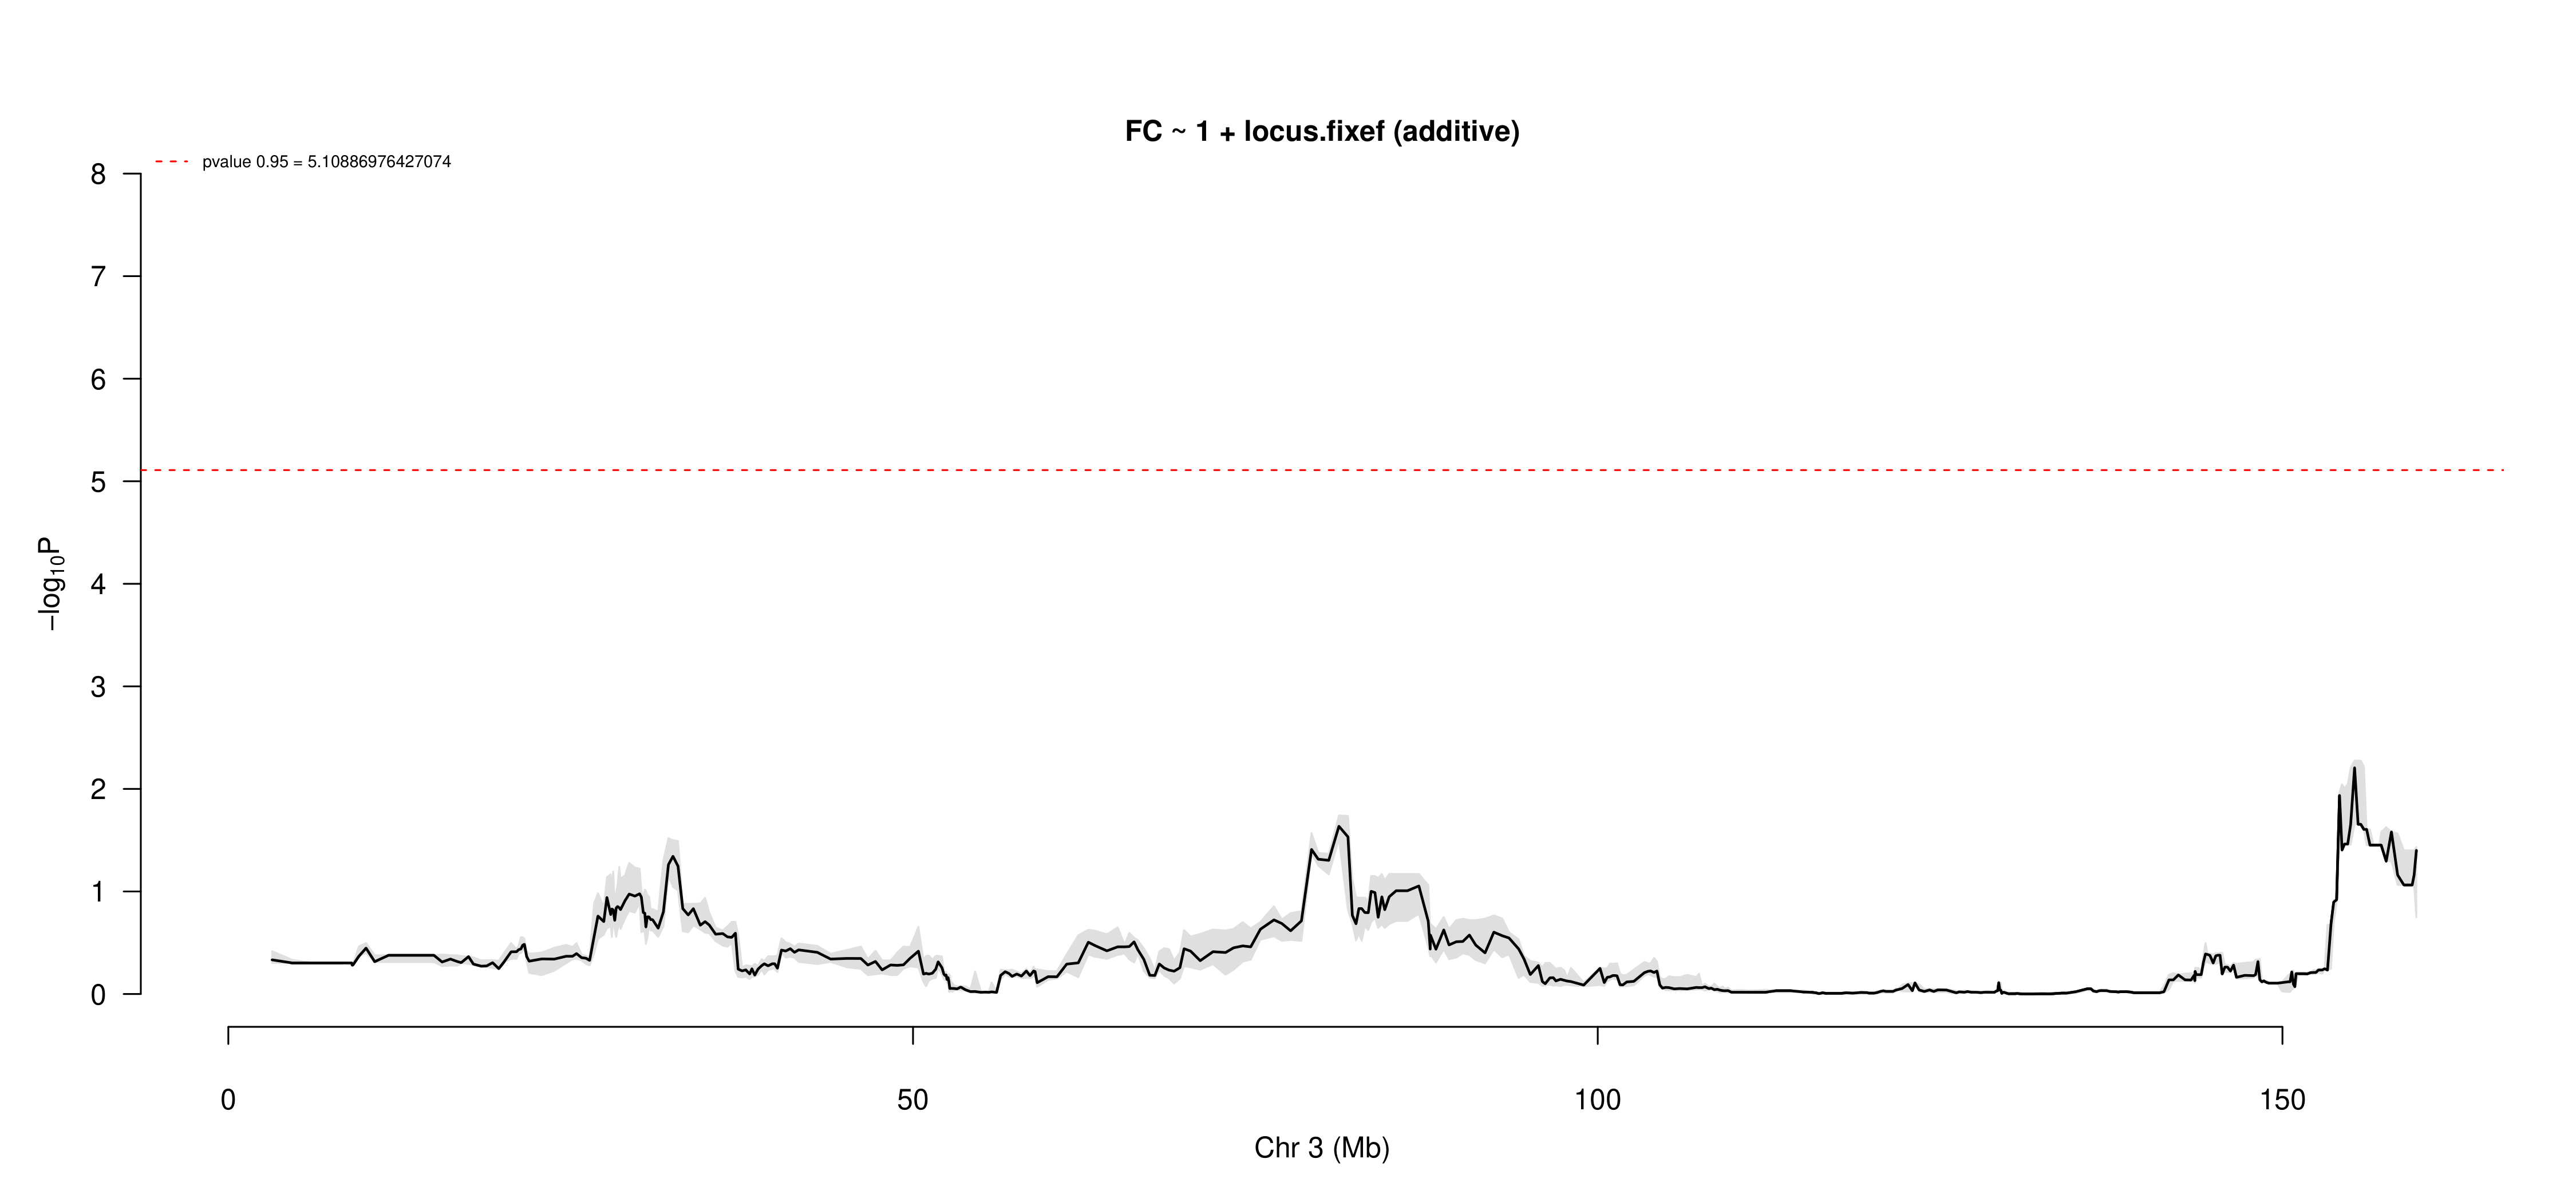 FC ~ 1 + locus.fixef (additive)
pvalue 0.95 = 5.10886976427074
8
7
6
5
4
3
2
1
0
−log10P
0 50 100 150
Chr 3 (Mb)